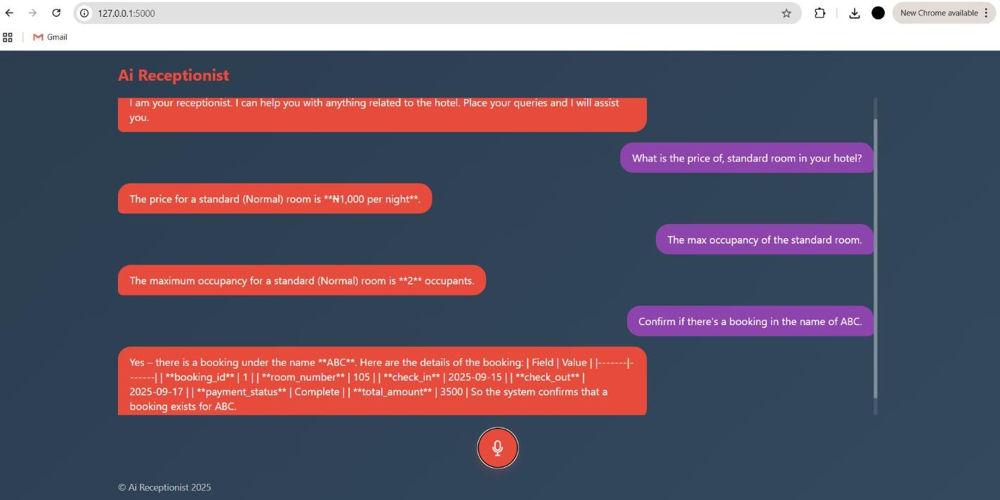 127.0.0.1:5000
New Chrome available
Gmail
Ai Receptionist
I am your receptionist. I can help you with anything related to the hotel. Place your queries and I will assist
you.
What is the price of, standard room in your hotel?
The price for a standard (Normal) room is **₦1,000 per night**.
The max occupancy of the standard room.
The maximum occupancy for a standard (Normal) room is **2** occupants.
Confirm if there's a booking in the name of ABC.
Yes – there is a booking under the name **ABC**. Here are the details of the booking: | Field | Value | |-------|-
------| | **booking_id** | 1 | | **room_number** | 105 | | **check_in** | 2025-09-15 | | **check_out** |
2025-09-17 | | **payment_status** | Complete | | **total_amount** | 3500 | So the system confirms that a
booking exists for ABC.
© Ai Receptionist 2025